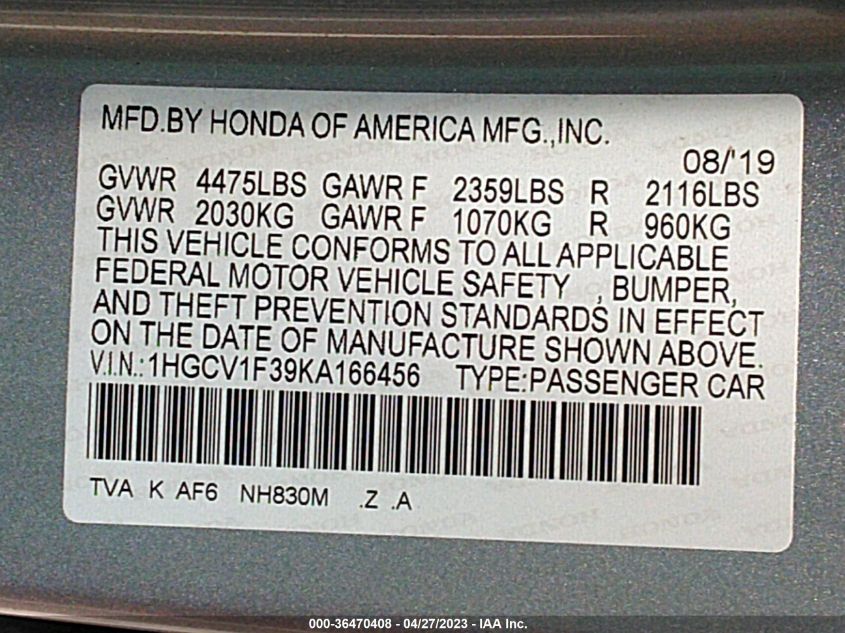 MFD.BY HONDA OF AMERICA MFG.,INC.
08/'19
GVWR 4475LBS GAWR F 2359LBS R 2116LBS
GVWR 2030KG GAWR F 1070KG R 960KG
THIS VEHICLE CONFORMS TO ALL APPLICABLE
FEDERAL MOTOR VEHICLE SAFETY , BUMPER,
AND THEFT PREVENTION STANDARDS IN EFFECT
ON THE DATE OF MANUFACTURE SHOWN ABOVE.
V.I.N.:1HGCV1F39KA166456 TYPE:PASSENGER CAR
TVA K AF6 NH830M .Z .A
000-36470408 - 04/27/2023 - IAA Inc.